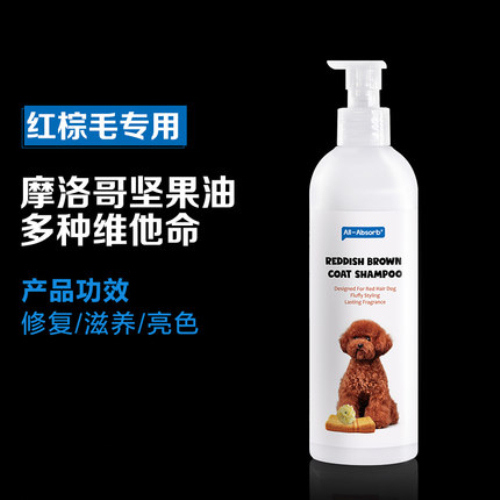 红棕毛专用
摩洛哥坚果油
多种维他命
产品功效
修复/滋养/亮色
All-Absorb
REDDISH BROWN
COAT SHAMPOO
Designed For Red Hair Dog
Fluffy Styling
Lasting Fragrance